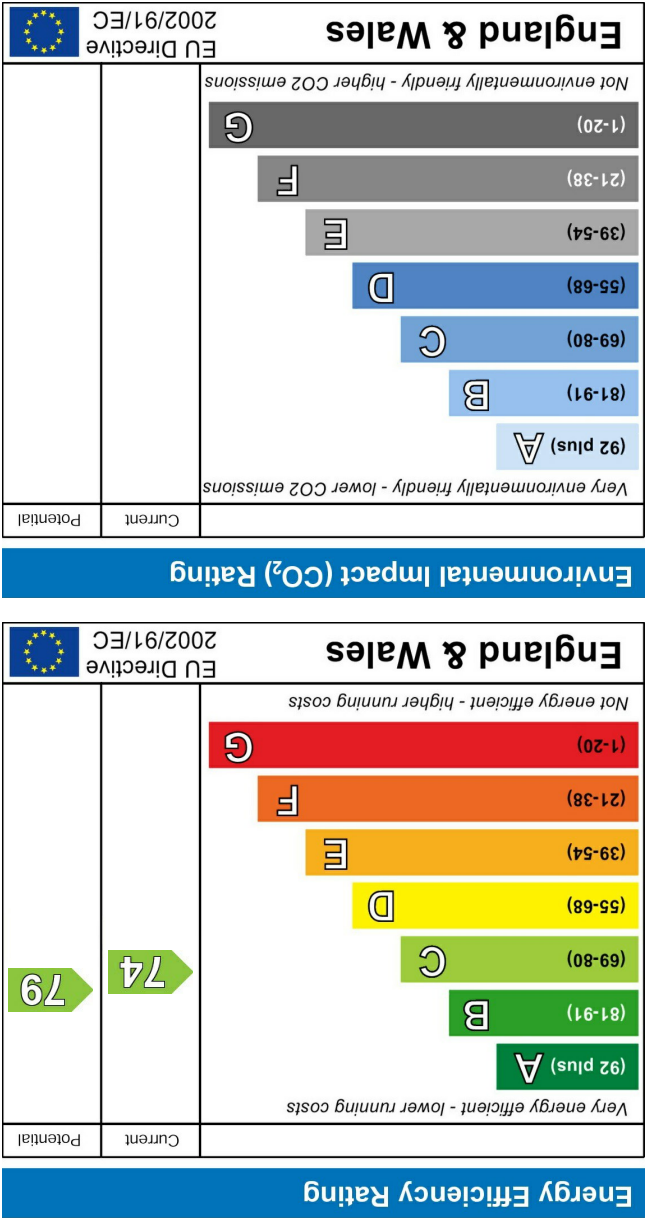 Energy Efficiency Rating
Current Potential
Very energy efficient - lower running costs
(92 plus) A
(81-91) B
(69-80) C
(55-68) D
(39-54) E
(21-38) F
(1-20) G
74
79
Not energy efficient - higher running costs
England & Wales
EU Directive
2002/91/EC
Environmental Impact (CO₂) Rating
Current Potential
Very environmentally friendly - lower CO2 emissions
(92 plus) A
(81-91) B
(69-80) C
(55-68) D
(39-54) E
(21-38) F
(1-20) G
Not environmentally friendly - higher CO2 emissions
England & Wales
EU Directive
2002/91/EC